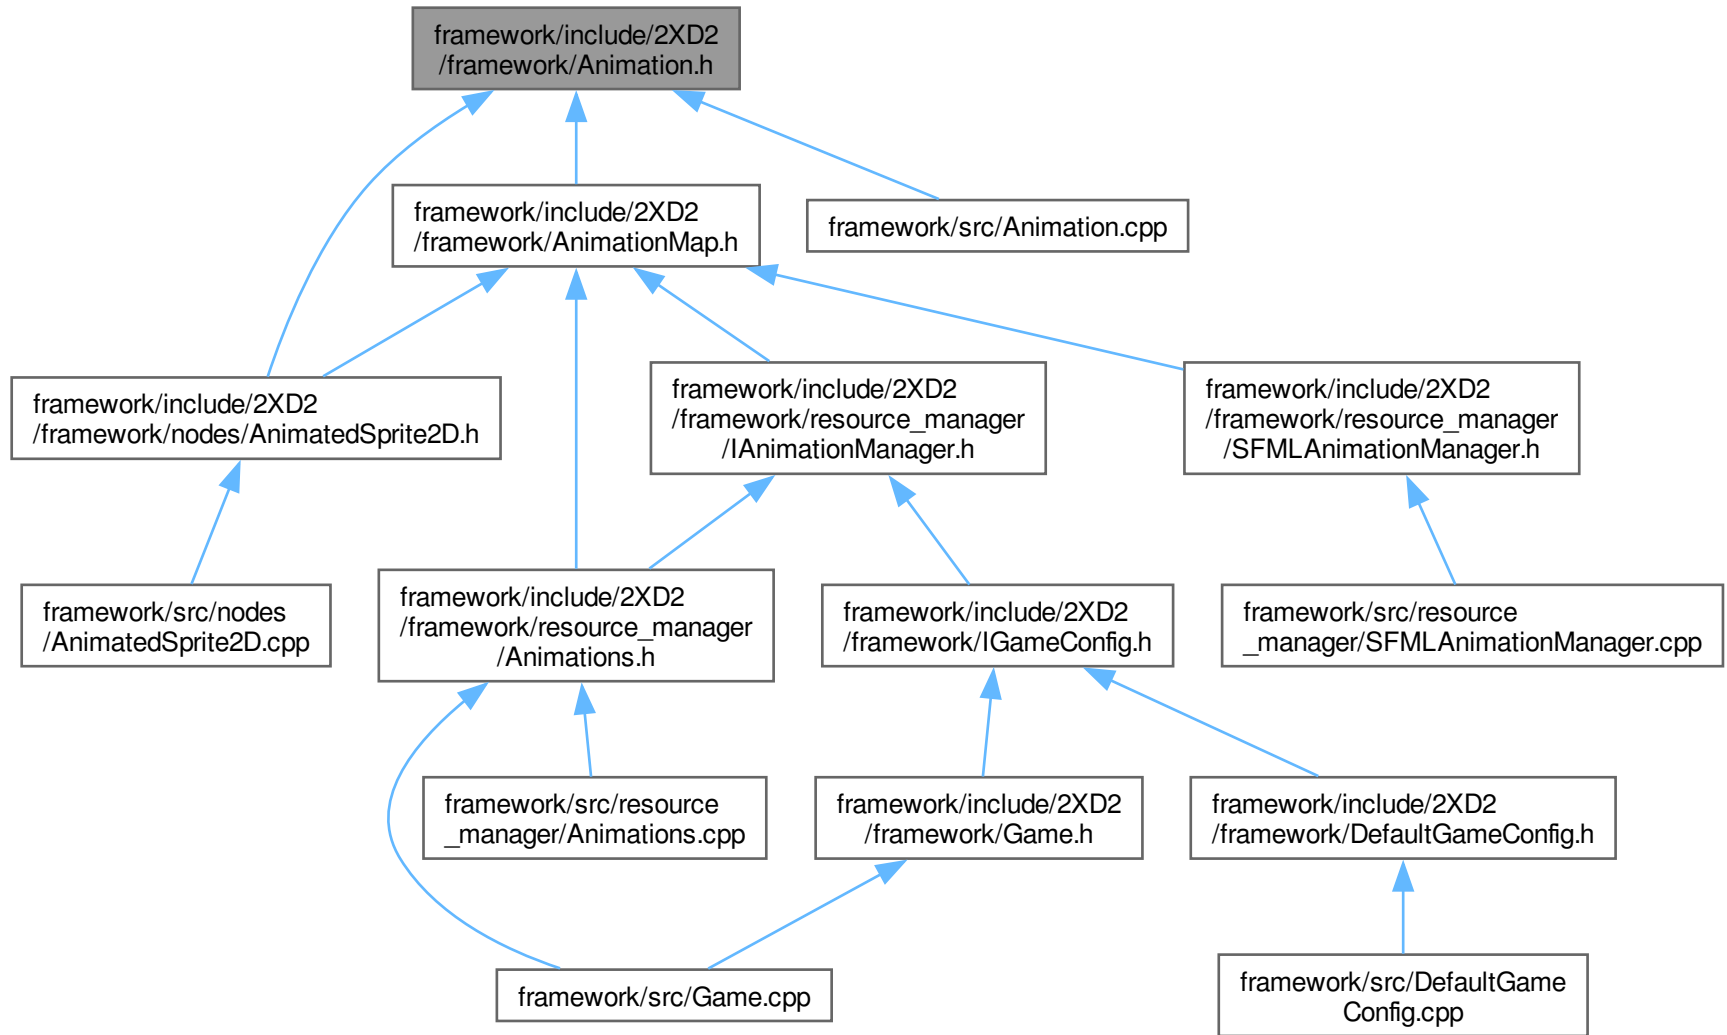 framework/include/2XD2
/framework/Animation.h
framework/include/2XD2
/framework/AnimationMap.h
framework/src/Animation.cpp
framework/include/2XD2
/framework/nodes/AnimatedSprite2D.h
framework/include/2XD2
/framework/resource_manager
/IAnimationManager.h
framework/include/2XD2
/framework/resource_manager
/SFMLAnimationManager.h
framework/src/nodes
/AnimatedSprite2D.cpp
framework/include/2XD2
/framework/resource_manager
/Animations.h
framework/include/2XD2
/framework/IGameConfig.h
framework/src/resource
_manager/SFMLAnimationManager.cpp
framework/src/resource
_manager/Animations.cpp
framework/include/2XD2
/framework/Game.h
framework/include/2XD2
/framework/DefaultGameConfig.h
framework/src/Game.cpp
framework/src/DefaultGame
Config.cpp